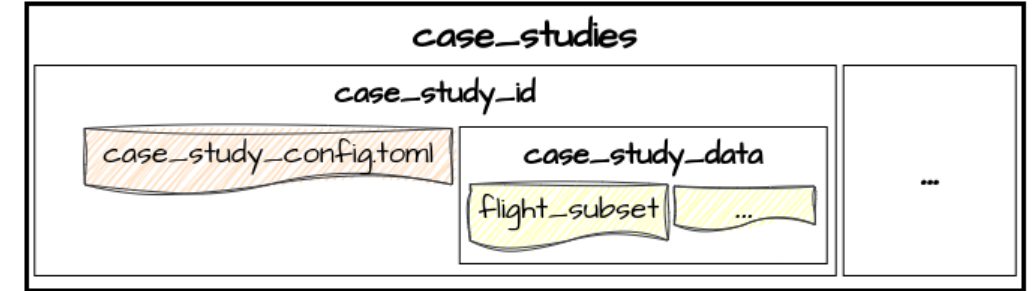 case_studies
case_study_id
case_study_config.toml
case_study_data
flight_subset
...
...